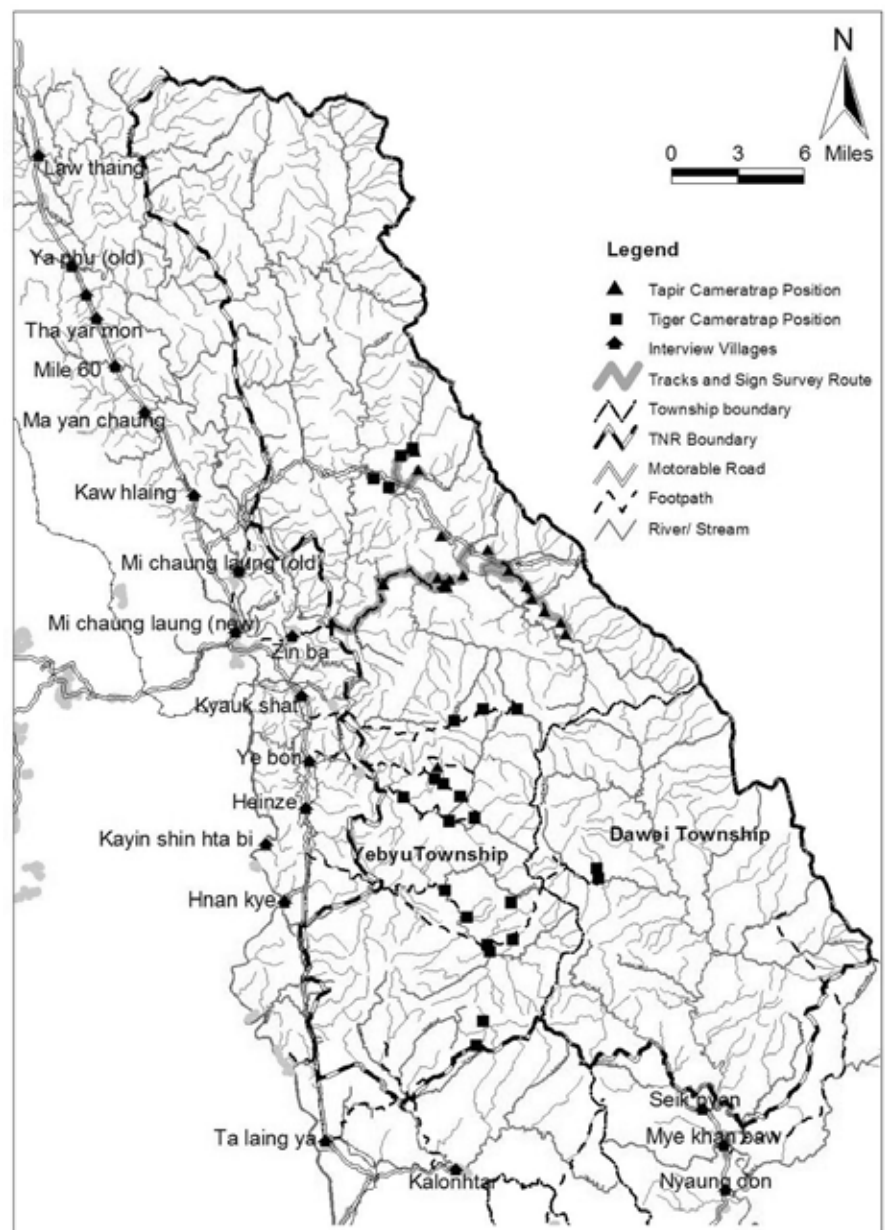 N
0 3 6 Miles
Legend
Tapir Cameratrap Position
Tiger Cameratrap Position
Interview Villages
Tracks and Sign Survey Route
Township boundary
TNR Boundary
Motorable Road
Footpath
River/ Stream
Law thaing
Ya phu (old)
Tha yar mon
Mile 60
Ma yan chaung
Kaw hlaing
Mi chaung laung (old)
Mi chaung laung (new)
Zin ba
Kyauk shat
Ye bon
Heinze
Kayin shin hta bi
Dawei Township
YebyuTownship
Hnan kye
Seik pyan
Ta laing ya
Mye khan baw
Kalonhta
Nyaung don